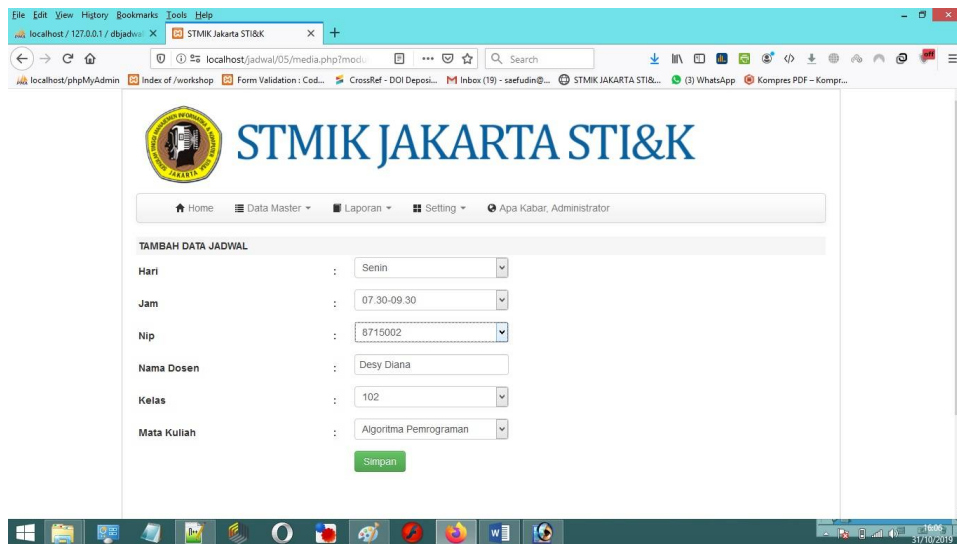 File Edit View History Bookmarks Tools Help
localhost / 127.0.0.1 / dbjadwa
STMIK Jakarta STI&K
localhost/jadwal/05/media.php?modu
Search
localhost/phpMyAdmin
Index of /workshop
Form Validation : Cod...
CrossRef - DOI Deposi...
Inbox (19) - saefudin@...
STMIK JAKARTA STI&...
(3) WhatsApp
Kompres PDF – Kompr...
off
JAKARTA
STMIK JAKARTA STI&K
Home Data Master Laporan Setting Apa Kabar, Administrator
TAMBAH DATA JADWAL
Hari : Senin
Jam : 07.30-09.30
Nip : 8715002
Nama Dosen : Desy Diana
Kelas : 102
Mata Kuliah : Algoritma Pemrograman
Simpan
16:06
31/10/2019